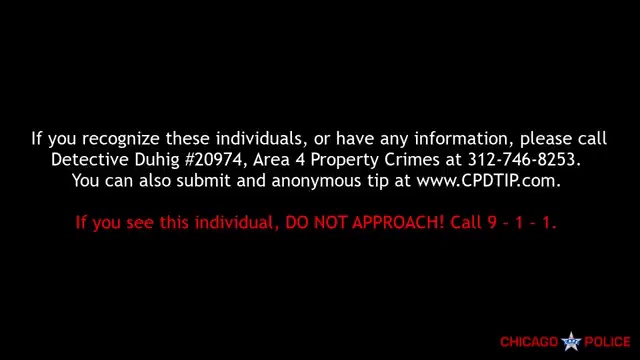 If you recognize these individuals, or have any information, please call
Detective Duhig #20974, Area 4 Property Crimes at 312-746-8253.
You can also submit and anonymous tip at www.CPDTIP.com.
If you see this individual, DO NOT APPROACH! Call 9 - 1 - 1.
CHICAGO POLICE